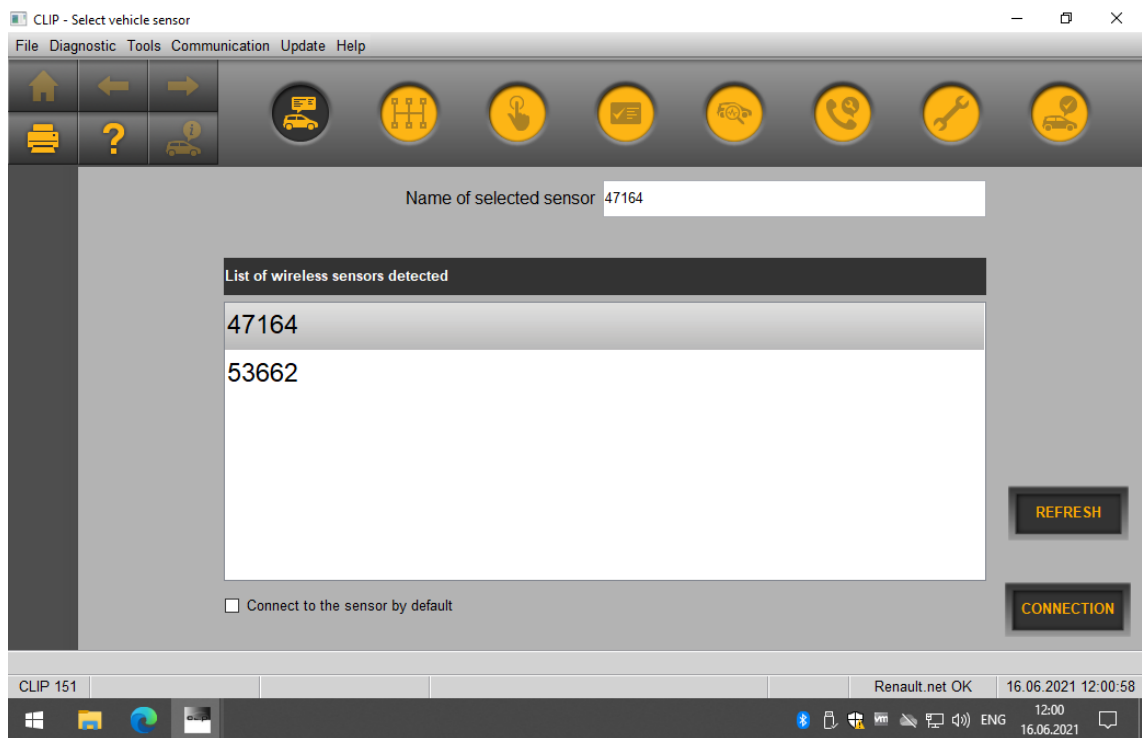 CLIP - Select vehicle sensor
File Diagnostic Tools Communication Update Help
Name of selected sensor 47164
List of wireless sensors detected
47164
53662
REFRESH
Connect to the sensor by default
CONNECTION
CLIP 151 Renault.net OK 16.06.2021 12:00:58
ENG 12:00
16.06.2021